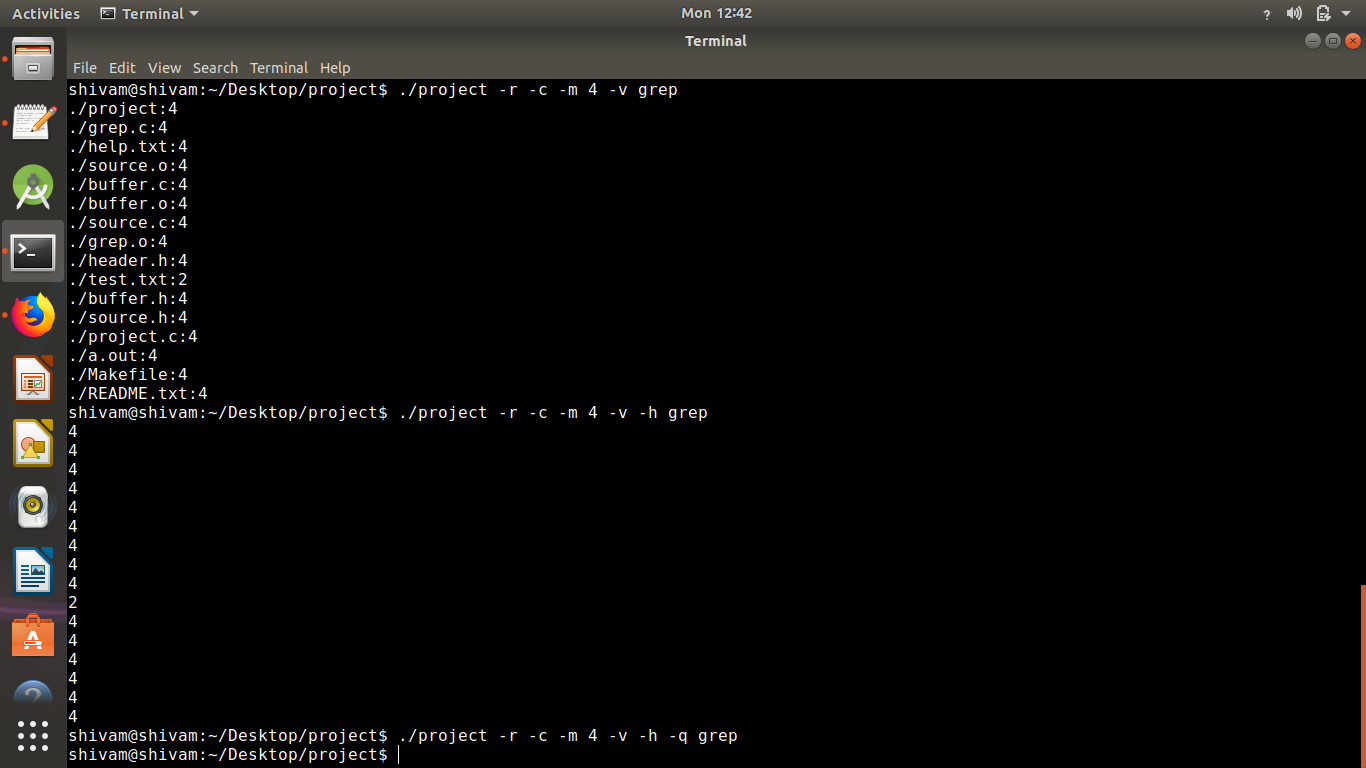 Activities Terminal Mon 12:42 ?
Terminal
File Edit View Search Terminal Help
shivam@shivam:~/Desktop/project$ ./project -r -c -m 4 -v grep
./project:4
./grep.c:4
./help.txt:4
./source.o:4
./buffer.c:4
./buffer.o:4
./source.c:4
./grep.o:4
./header.h:4
./test.txt:2
./buffer.h:4
./source.h:4
./project.c:4
./a.out:4
./Makefile:4
./README.txt:4
shivam@shivam:~/Desktop/project$ ./project -r -c -m 4 -v -h grep
4
4
4
4
4
4
4
4
4
2
4
4
4
4
4
4
shivam@shivam:~/Desktop/project$ ./project -r -c -m 4 -v -h -q grep
shivam@shivam:~/Desktop/project$